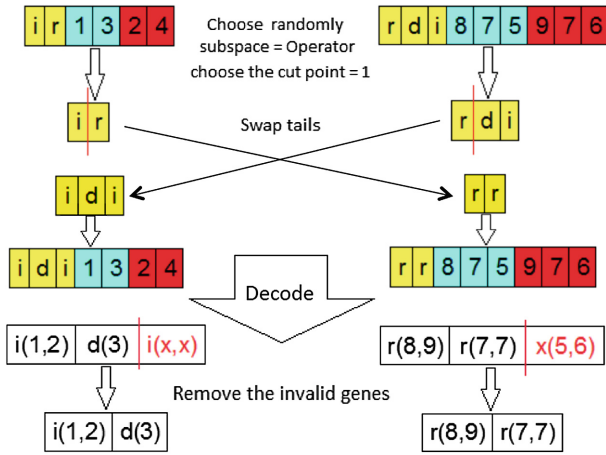 i r 1 3 2 4
Choose randomly
subspace = Operator
choose the cut point = 1
r d i 8 7 5 9 7 6
i r
Swap tails
r d i
i d i
r r
i d i 1 3 2 4
r r 8 7 5 9 7 6
Decode
i(1,2) d(3) i(x,x)
r(8,9) r(7,7) x(5,6)
Remove the invalid genes
i(1,2) d(3)
r(8,9) r(7,7)